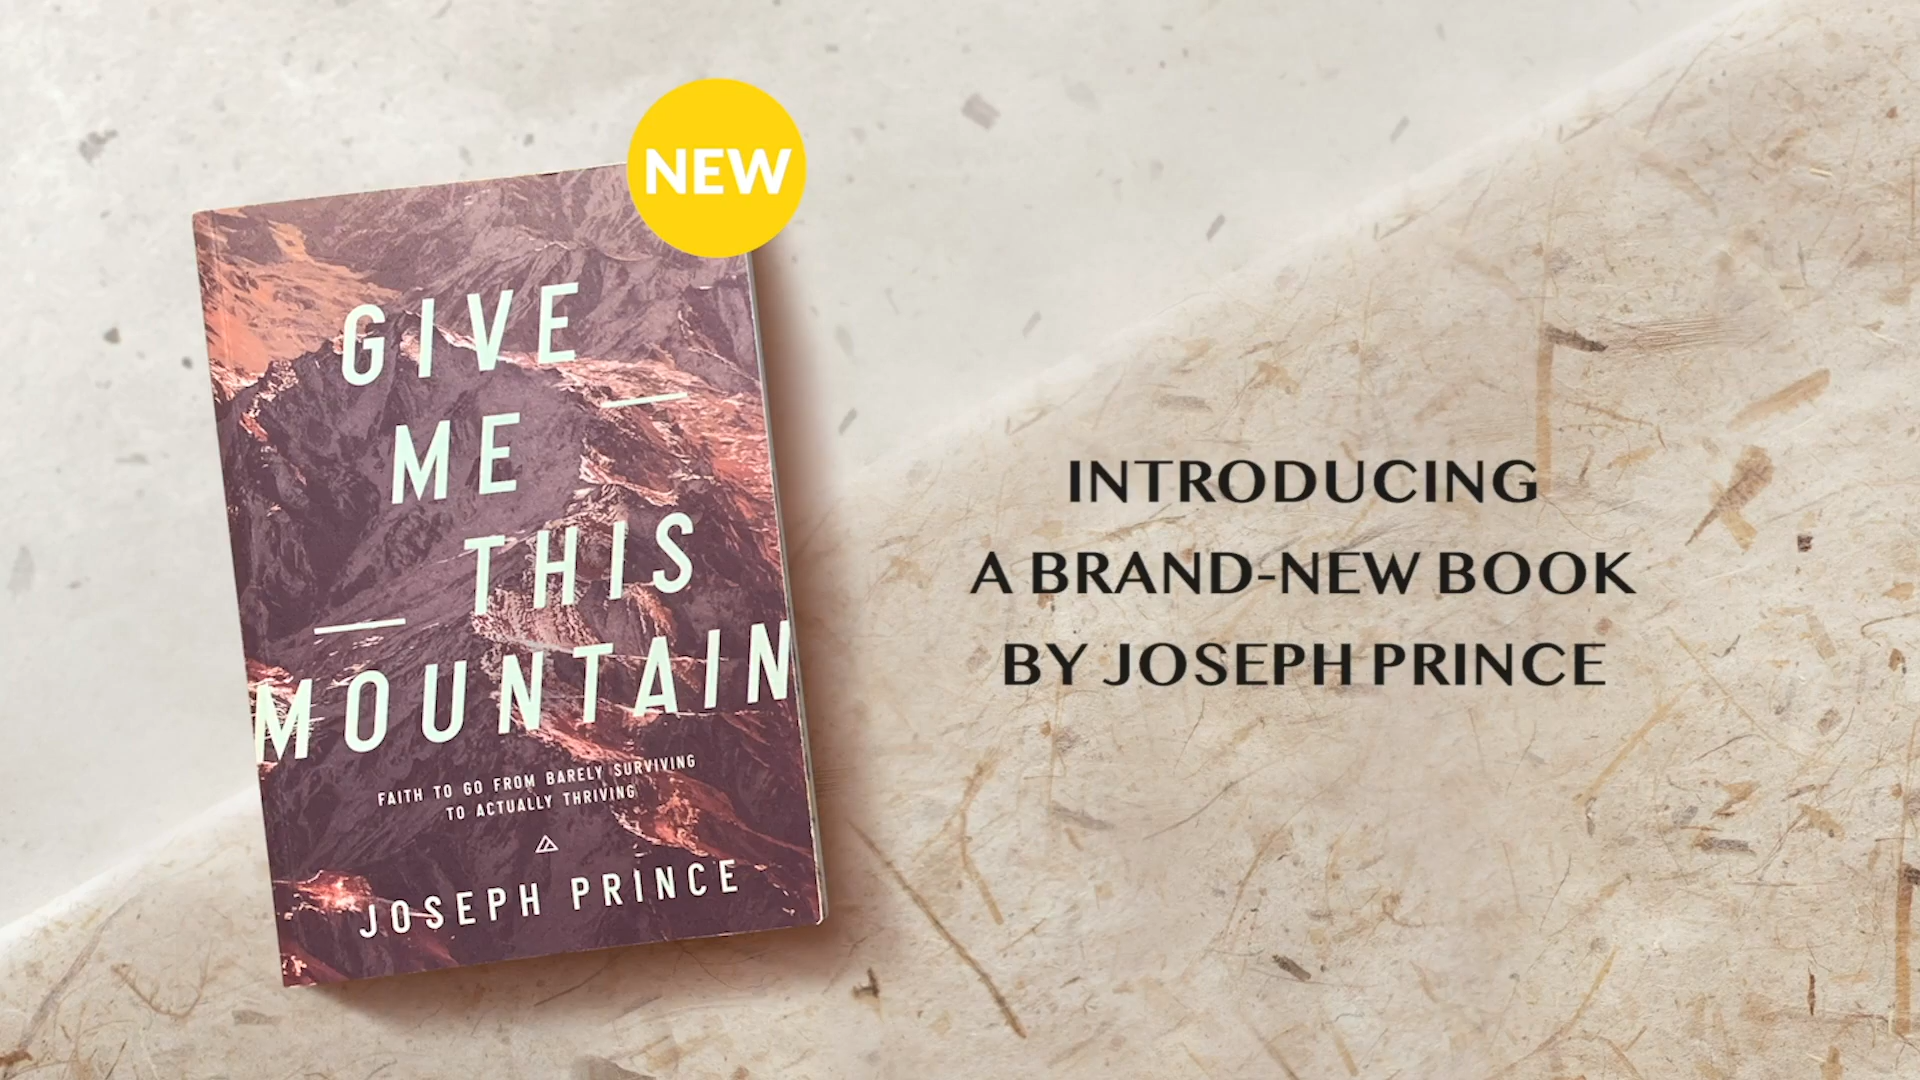 NEW
GIVE
ME
THIS
MOUNTAIN
FAITH TO GO FROM BARELY SURVIVING
TO ACTUALLY THRIVING
JOSEPH PRINCE
INTRODUCING
A BRAND-NEW BOOK
BY JOSEPH PRINCE